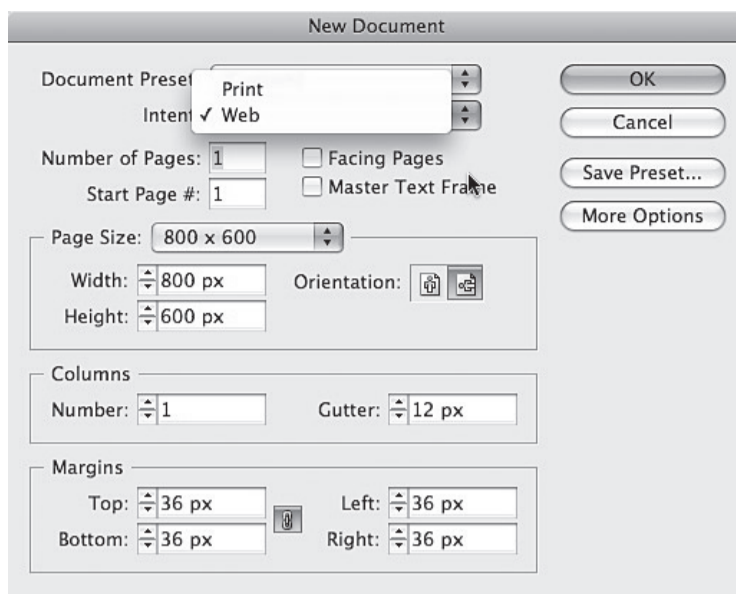 New Document
Document Preset
Print
Intent ✓ Web
Number of Pages: 1 Facing Pages
Start Page #: 1 Master Text Frame
Page Size: 800 x 600
Width: 800 px Orientation:
Height: 600 px
Columns
Number: 1 Gutter: 12 px
Margins
Top: 36 px Left: 36 px
Bottom: 36 px Right: 36 px
OK
Cancel
Save Preset...
More Options